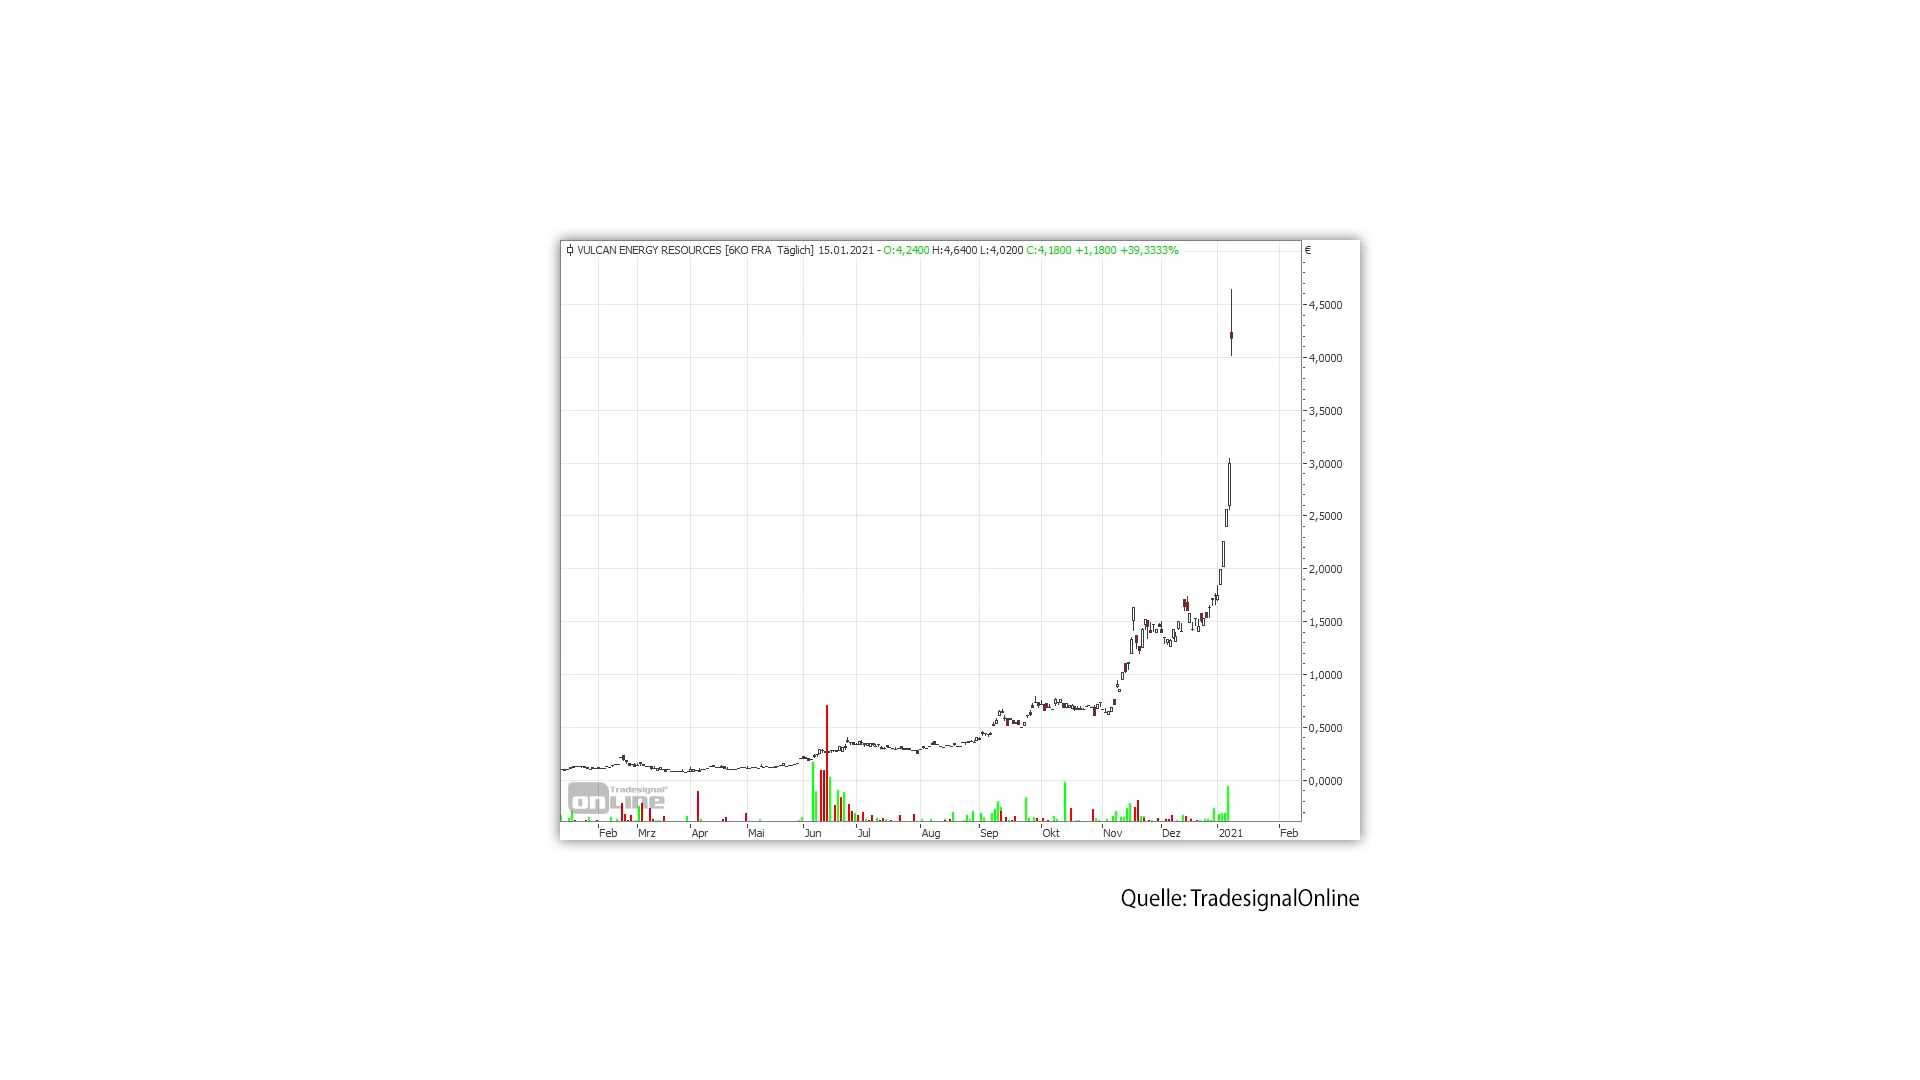 VULCAN ENERGY RESOURCES [6KO FRA Täglich] 15.01.2021 - O:4,2400 H:4,6400 L:4,0200 C:4,1800 +1,1800 +39,3333% €
4,5000
4,0000
3,5000
3,0000
2,5000
2,0000
1,5000
1,0000
0,5000
0,0000
Tradesignal®
onLine
Feb Mrz Apr Mai Jun Jul Aug Sep Okt Nov Dez 2021 Feb
Quelle: TradesignalOnline